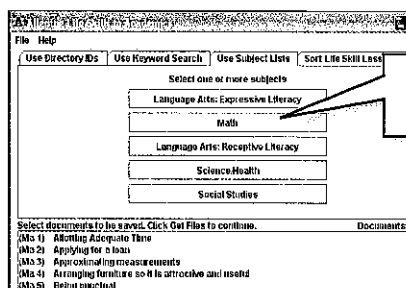 File Help
Use Directory IDs Use Keyword Search Use Subject Lists Sort Life Skill Less
Select one or more subjects
Language Arts: Expressive Literacy
Math
Language Arts: Receptive Literacy
Science/Health
Social Studies
Select documents to be saved. Click Get Files to continue. Documents
(Ma 1) Allotting Adequate Time
(Ma 2) Applying for a loan
(Ma 3) Approximating measurements
(Ma 4) Arranging furniture so it is attractive and useful
(Ma 5) Being punctual